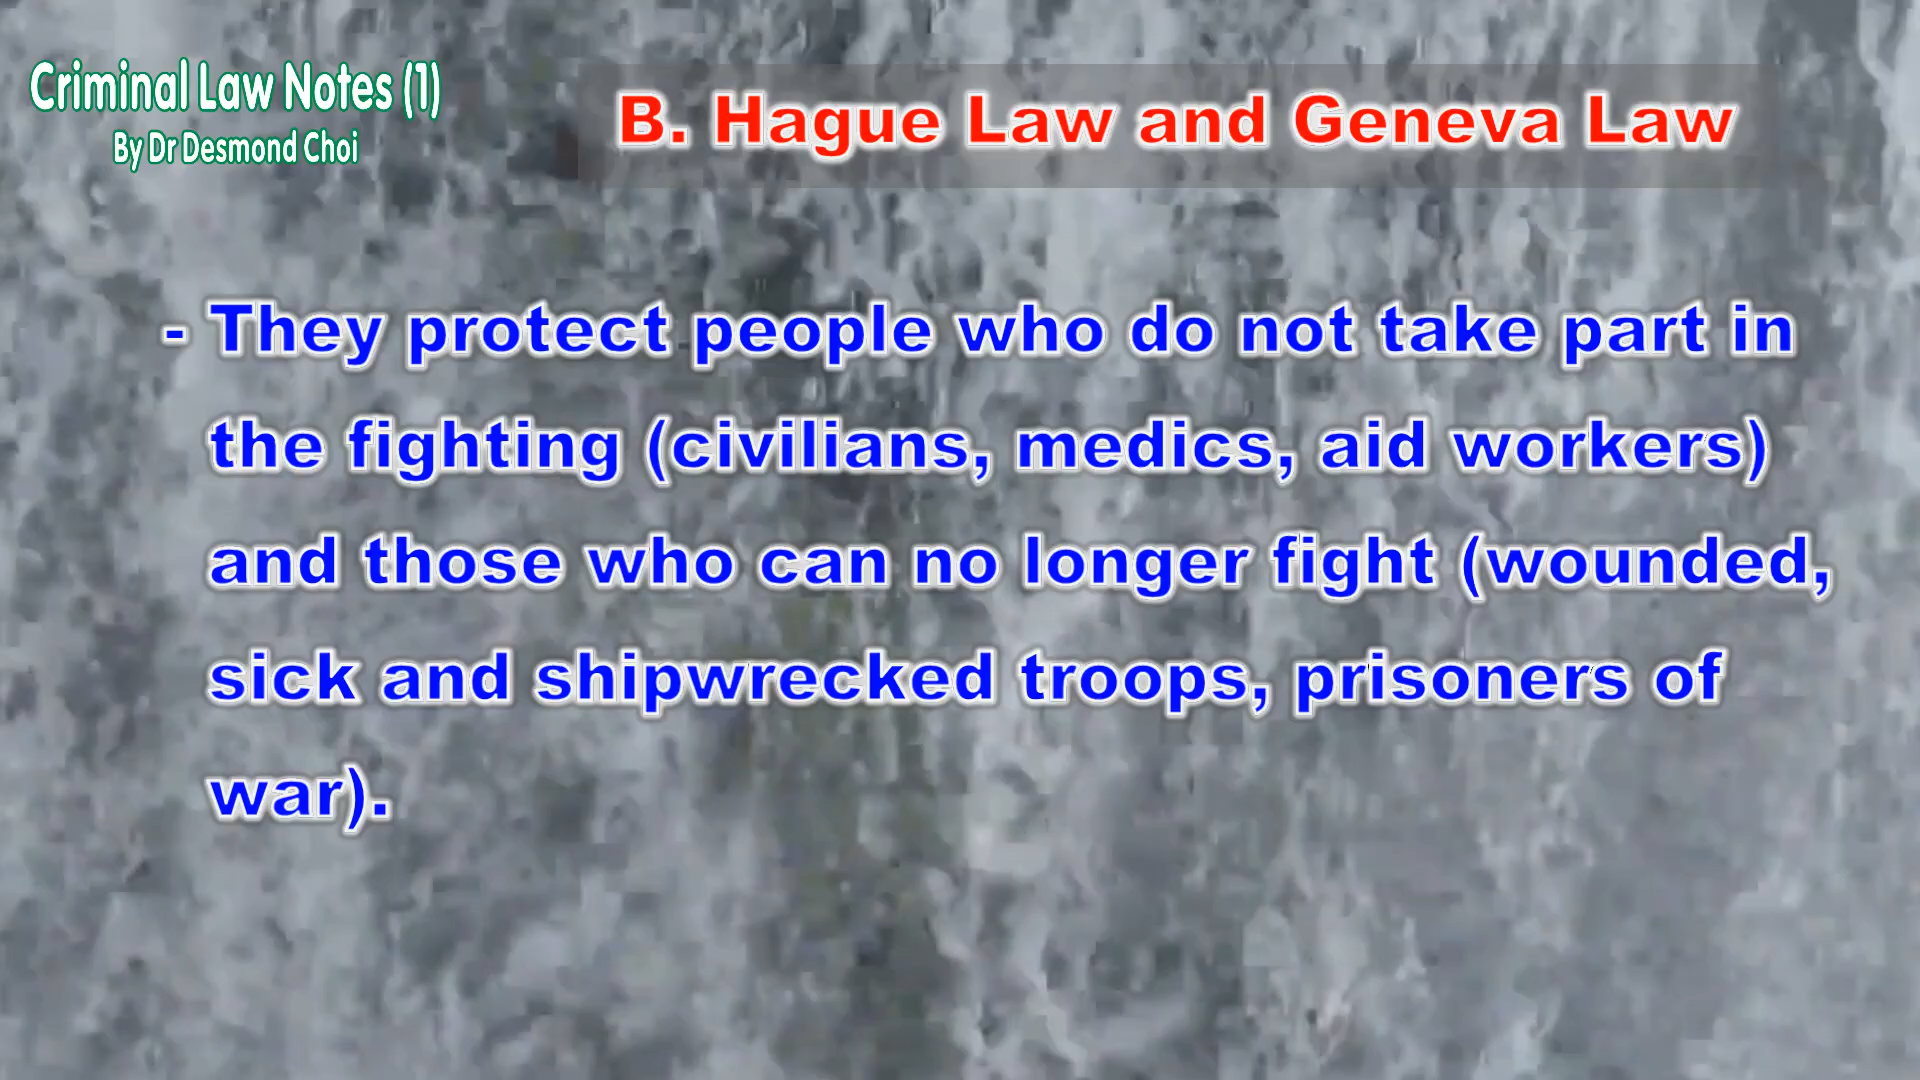 Criminal Law Notes (1)
By Dr Desmond Choi
B. Hague Law and Geneva Law
- They protect people who do not take part in
the fighting (civilians, medics, aid workers)
and those who can no longer fight (wounded,
sick and shipwrecked troops, prisoners of
war).